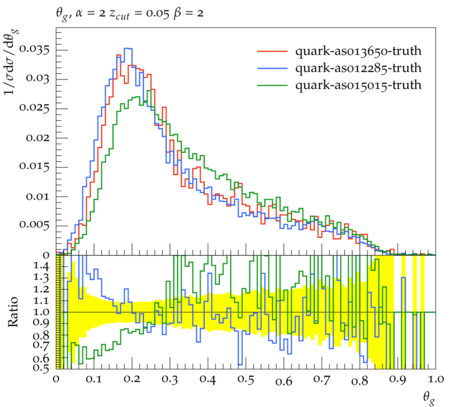 θg, α = 2 zcut = 0.05 β = 2
1/σdσ/dθg
0.035
0.03
0.025
0.02
0.015
0.01
0.005
0
quark-as013650-truth
quark-as012285-truth
quark-as015015-truth
Ratio
1.4
1.3
1.2
1.1
1.0
0.9
0.8
0.7
0.6
0.5
0 0.1 0.2 0.3 0.4 0.5 0.6 0.7 0.8 0.9 1.0
θg